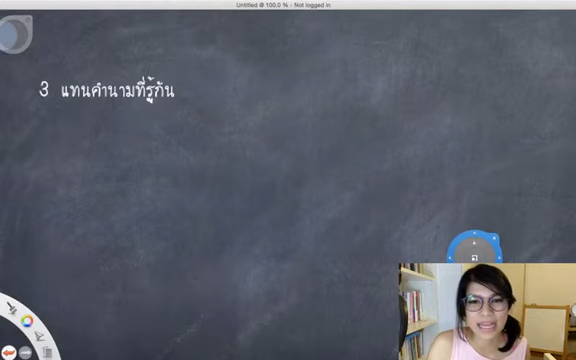 Untitled @ 100.0 % - Not logged in
3 แทนคำนามที่รู้กัน